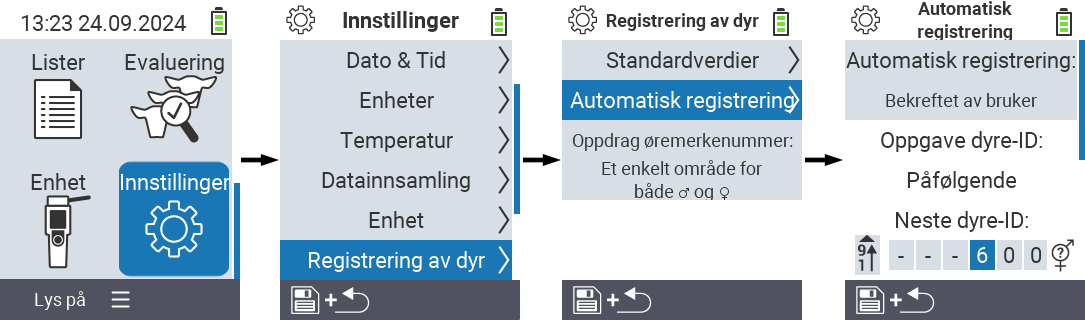 13:23 24.09.2024
Lister
Evaluering
Enhet
Innstillinger
Lys på
Innstillinger
Dato & Tid
Enheter
Temperatur
Datainnsamling
Enhet
Registrering av dyr
Registrering av dyr
Standardverdier
Automatisk registrering
Oppdrag øremerkenummer:
Et enkelt område for
både ♂ og ♀
Automatisk
registrering
Automatisk registrering:
Bekreftet av bruker
Oppgave dyre-ID:
Påfølgende
Neste dyre-ID:
9 1 - - - 6 0 0 ?